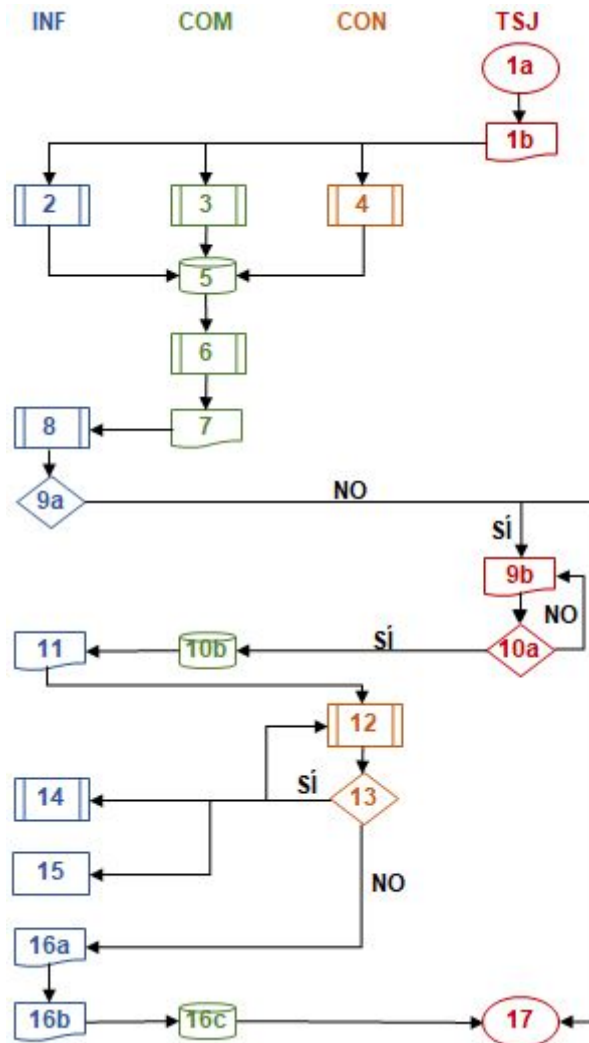 INF COM CON TSJ
1a
1b
2 3 4
5
6
8 7
9a NO
SÍ
9b
NO
11 10b SÍ 10a
12
14 SÍ 13
15
NO
16a
16b 16c 17